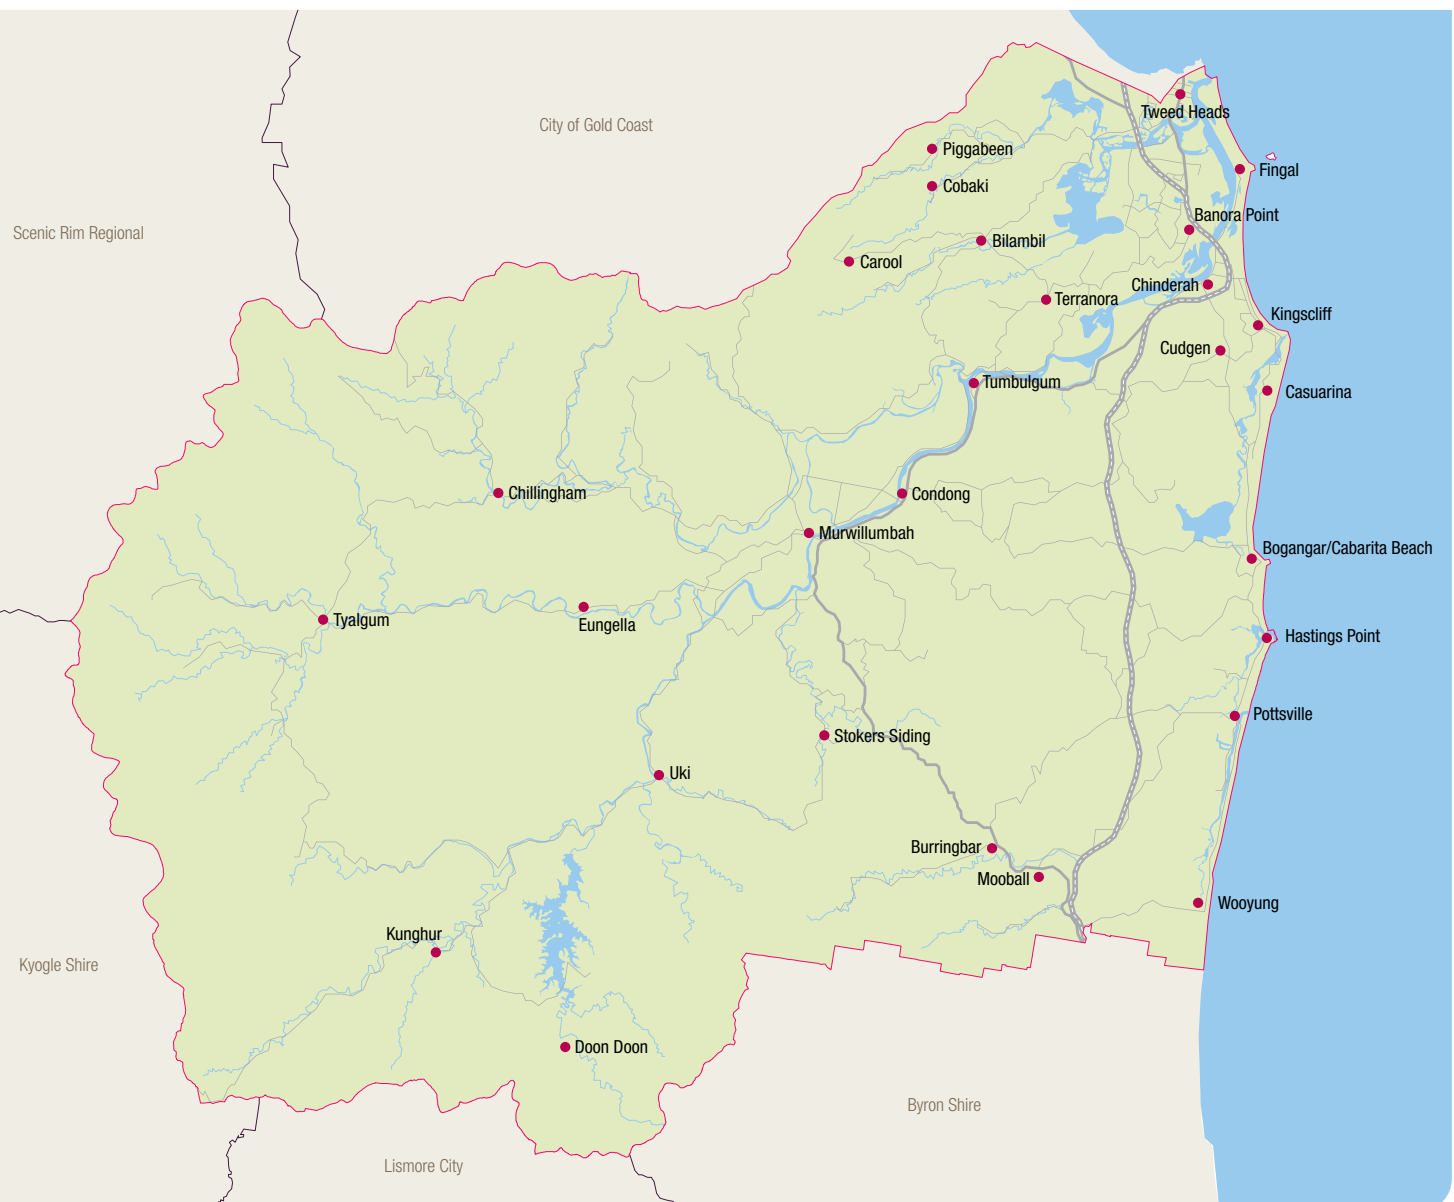 Tweed Heads
City of Gold Coast
Piggabeen
Fingal
Cobaki
Banora Point
Scenic Rim Regional
Bilambil
Carool
Chinderah
Terranora
Kingscliff
Cudgen
Tumbulgum
Casuarina
Chillingham
Condong
Murwillumbah
Bogangar/Cabarita Beach
Tyalgum
Eungella
Hastings Point
Pottsville
Stokers Siding
Uki
Burringbar
Mooball
Wooyung
Kunghur
Kyogle Shire
Doon Doon
Byron Shire
Lismore City